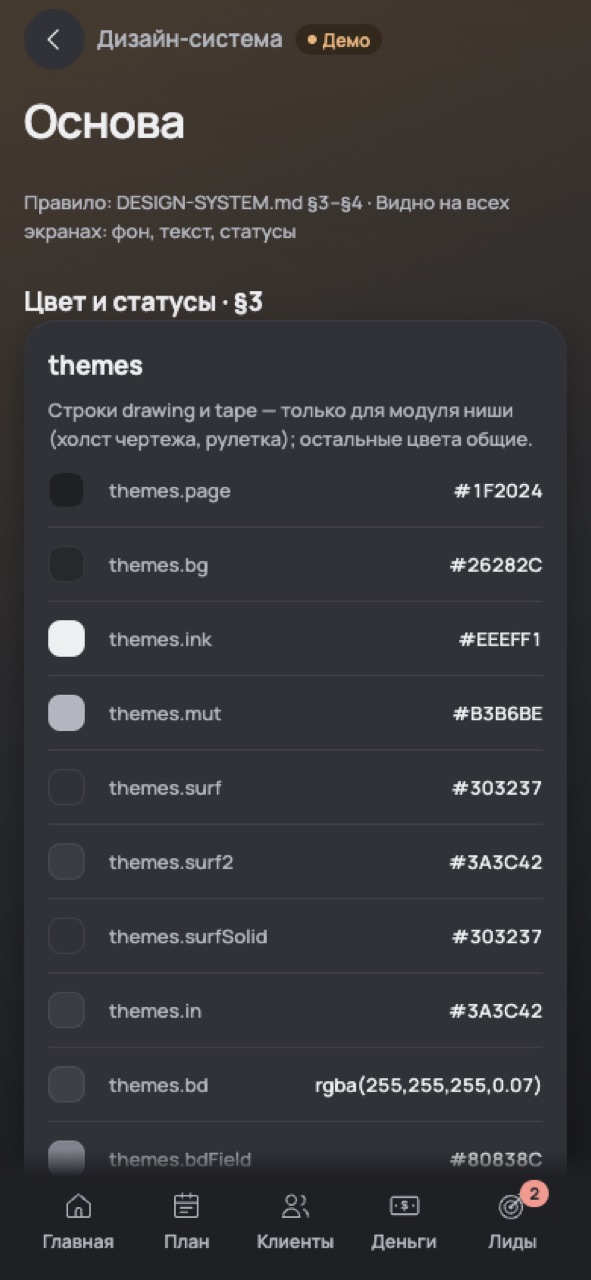 Дизайн-система
Демо
Основа
Правило: DESIGN-SYSTEM.md §3–§4 · Видно на всех
экранах: фон, текст, статусы
Цвет и статусы · §3
themes
Строки drawing и tape — только для модуля ниши
(холст чертежа, рулетка); остальные цвета общие.
themes.page #1F2024
themes.bg #26282C
themes.ink #EEEFF1
themes.mut #B3B6BE
themes.surf #303237
themes.surf2 #3A3C42
themes.surfSolid #303237
themes.in #3A3C42
themes.bd rgba(255,255,255,0.07)
themes.bdField #80838C
2
Главная План Клиенты Деньги Лиды